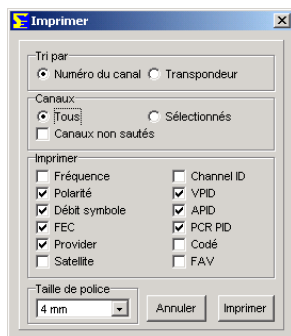 Imprimer
Tri par
Numéro du canal Transpondeur
Canaux
Tous Sélectionnés
Canaux non sautés
Imprimer
Fréquence Channel ID
Polarité VPID
Débit symbole APID
FEC PCR PID
Provider Codé
Satellite FAV
Taille de police
4 mm Annuler Imprimer